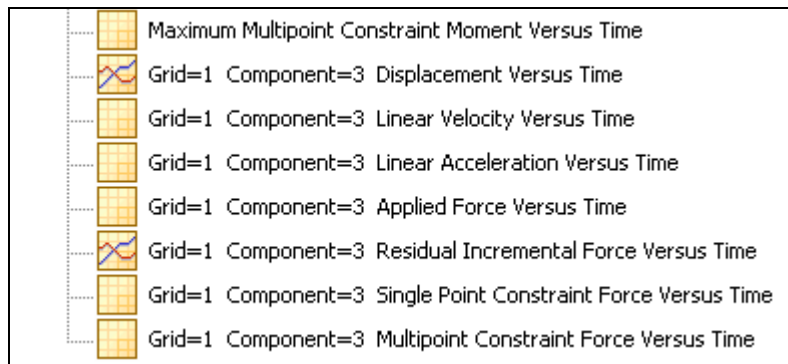 Maximum Multipoint Constraint Moment Versus Time
Grid=1 Component=3 Displacement Versus Time
Grid=1 Component=3 Linear Velocity Versus Time
Grid=1 Component=3 Linear Acceleration Versus Time
Grid=1 Component=3 Applied Force Versus Time
Grid=1 Component=3 Residual Incremental Force Versus Time
Grid=1 Component=3 Single Point Constraint Force Versus Time
Grid=1 Component=3 Multipoint Constraint Force Versus Time